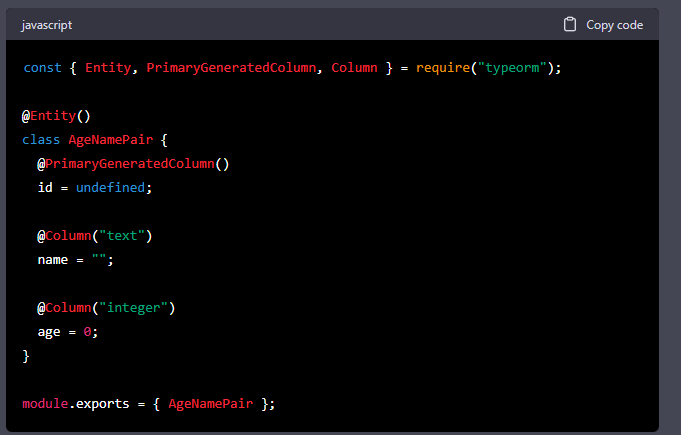 javascript
Copy code
const { Entity, PrimaryGeneratedColumn, Column } = require("typeorm");
@Entity()
class AgeNamePair {
@PrimaryGeneratedColumn()
id = undefined;
@Column("text")
name = "";
@Column("integer")
age = 0;
}
module.exports = { AgeNamePair };